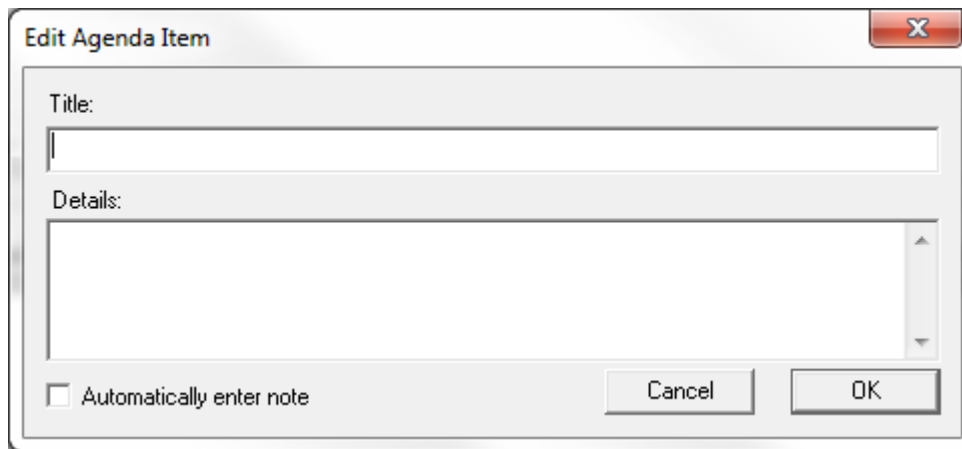 Edit Agenda Item
Title:
Details:
Automatically enter note
Cancel
OK